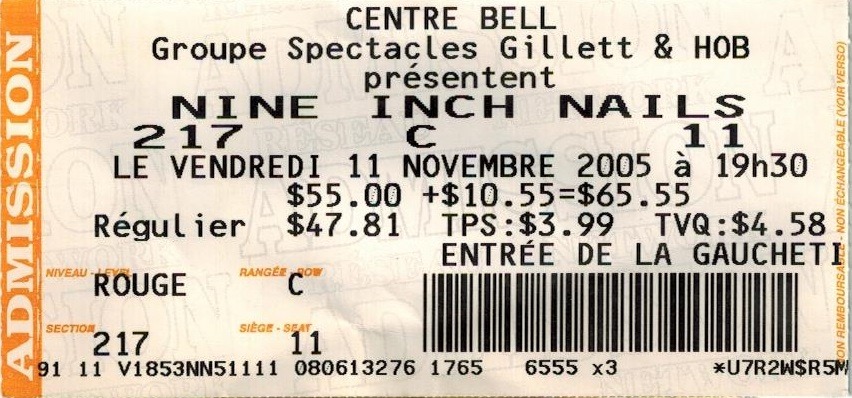 ADMISSION
CENTRE BELL
Groupe Spectacles Gillett & HOB
présentent
NINE INCH NAILS
217 C 11
LE VENDREDI 11 NOVEMBRE 2005 à 19h30
$55.00 +$10.55=$65.55
Régulier $47.81 TPS:$3.99 TVQ:$4.58
ENTRÉE DE LA GAUCHETI
NIVEAU - LEVEL RANGÉE - ROW
ROUGE C
SECTION SIÈGE - SEAT
217 11
91 11 V1853NN51111 080613276 1765 6555 x3 *U7R2W$R5M
NON REMBOURSABLE - NON ÉCHANGEABLE (VOIR VERSO)